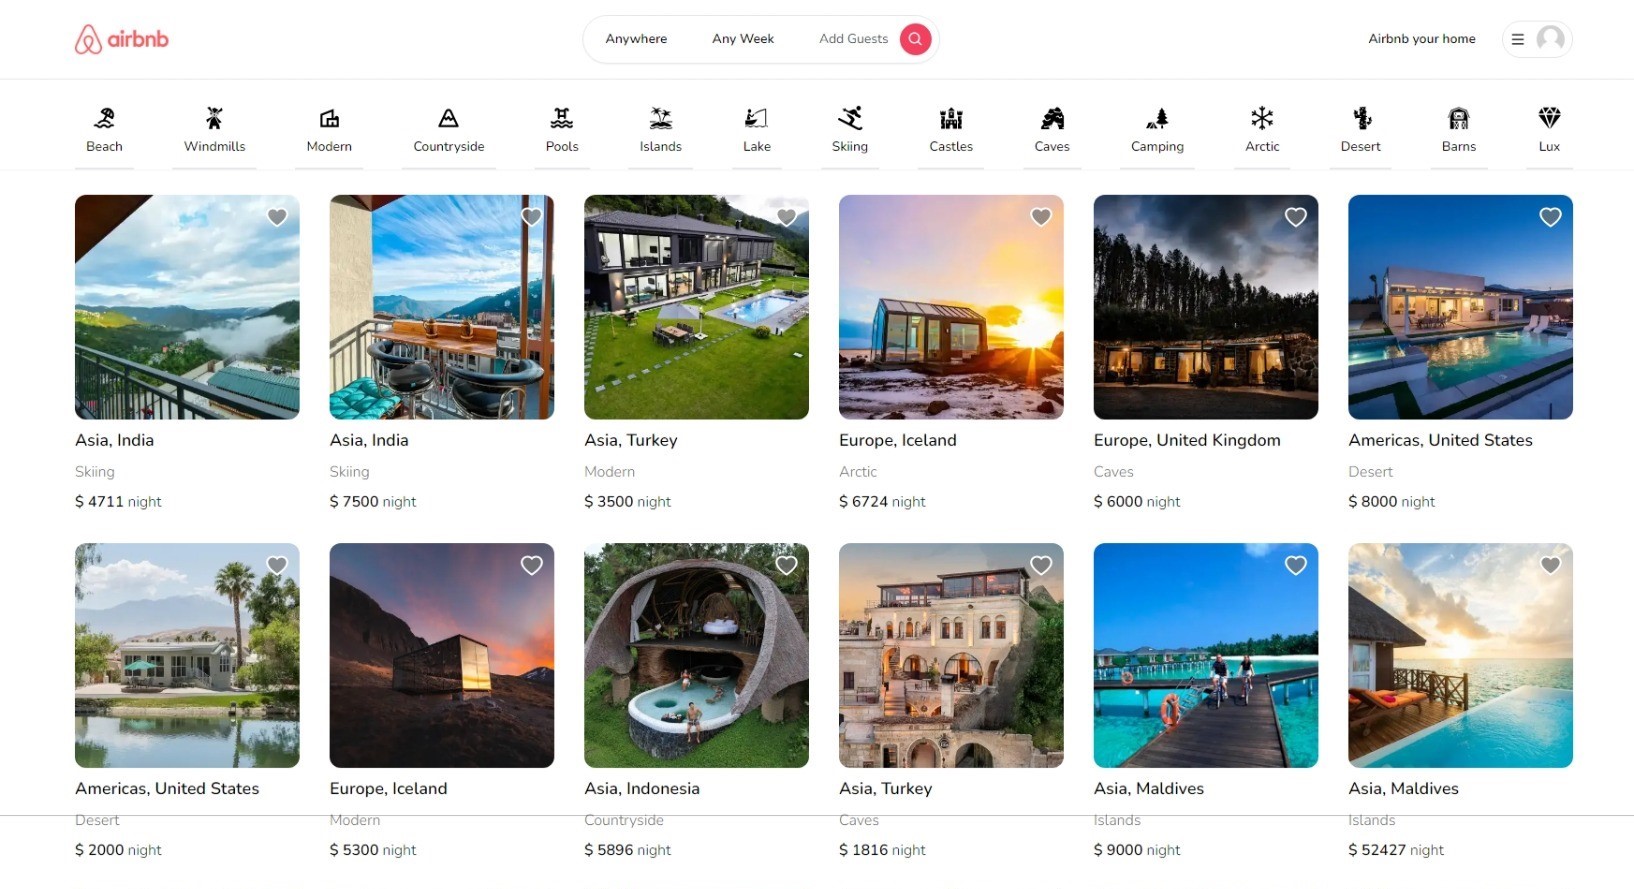 airbnb
Anywhere Any Week Add Guests
Airbnb your home
Beach Windmills Modern Countryside Pools Islands Lake Skiing Castles Caves Camping Arctic Desert Barns Lux
Asia, India
Skiing
$ 4711 night
Asia, India
Skiing
$ 7500 night
Asia, Turkey
Modern
$ 3500 night
Europe, Iceland
Arctic
$ 6724 night
Europe, United Kingdom
Caves
$ 6000 night
Americas, United States
Desert
$ 8000 night
Americas, United States
Desert
$ 2000 night
Europe, Iceland
Modern
$ 5300 night
Asia, Indonesia
Countryside
$ 5896 night
Asia, Turkey
Caves
$ 1816 night
Asia, Maldives
Islands
$ 9000 night
Asia, Maldives
Islands
$ 52427 night